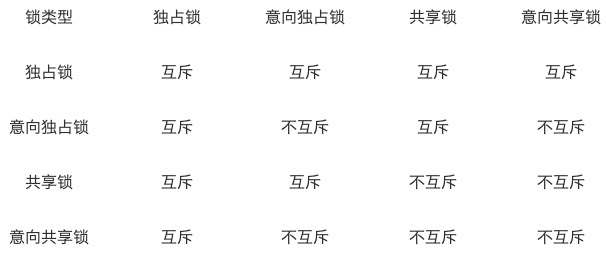 锁类型 独占锁 意向独占锁 共享锁 意向共享锁
独占锁 互斥 互斥 互斥 互斥
意向独占锁 互斥 不互斥 互斥 不互斥
共享锁 互斥 互斥 不互斥 不互斥
意向共享锁 互斥 不互斥 不互斥 不互斥